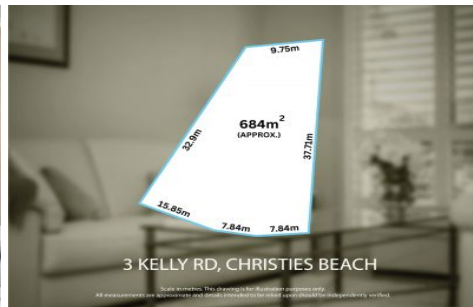 9.75m
684m²
(APPROX.)
32.9m
37.71m
15.85m
7.84m
7.84m
3 KELLY RD, CHRISTIES BEACH
Scale in metres. This drawing is for illustration purposes only.
All measurements are approximate and details intended to be relied upon should be independently verified.